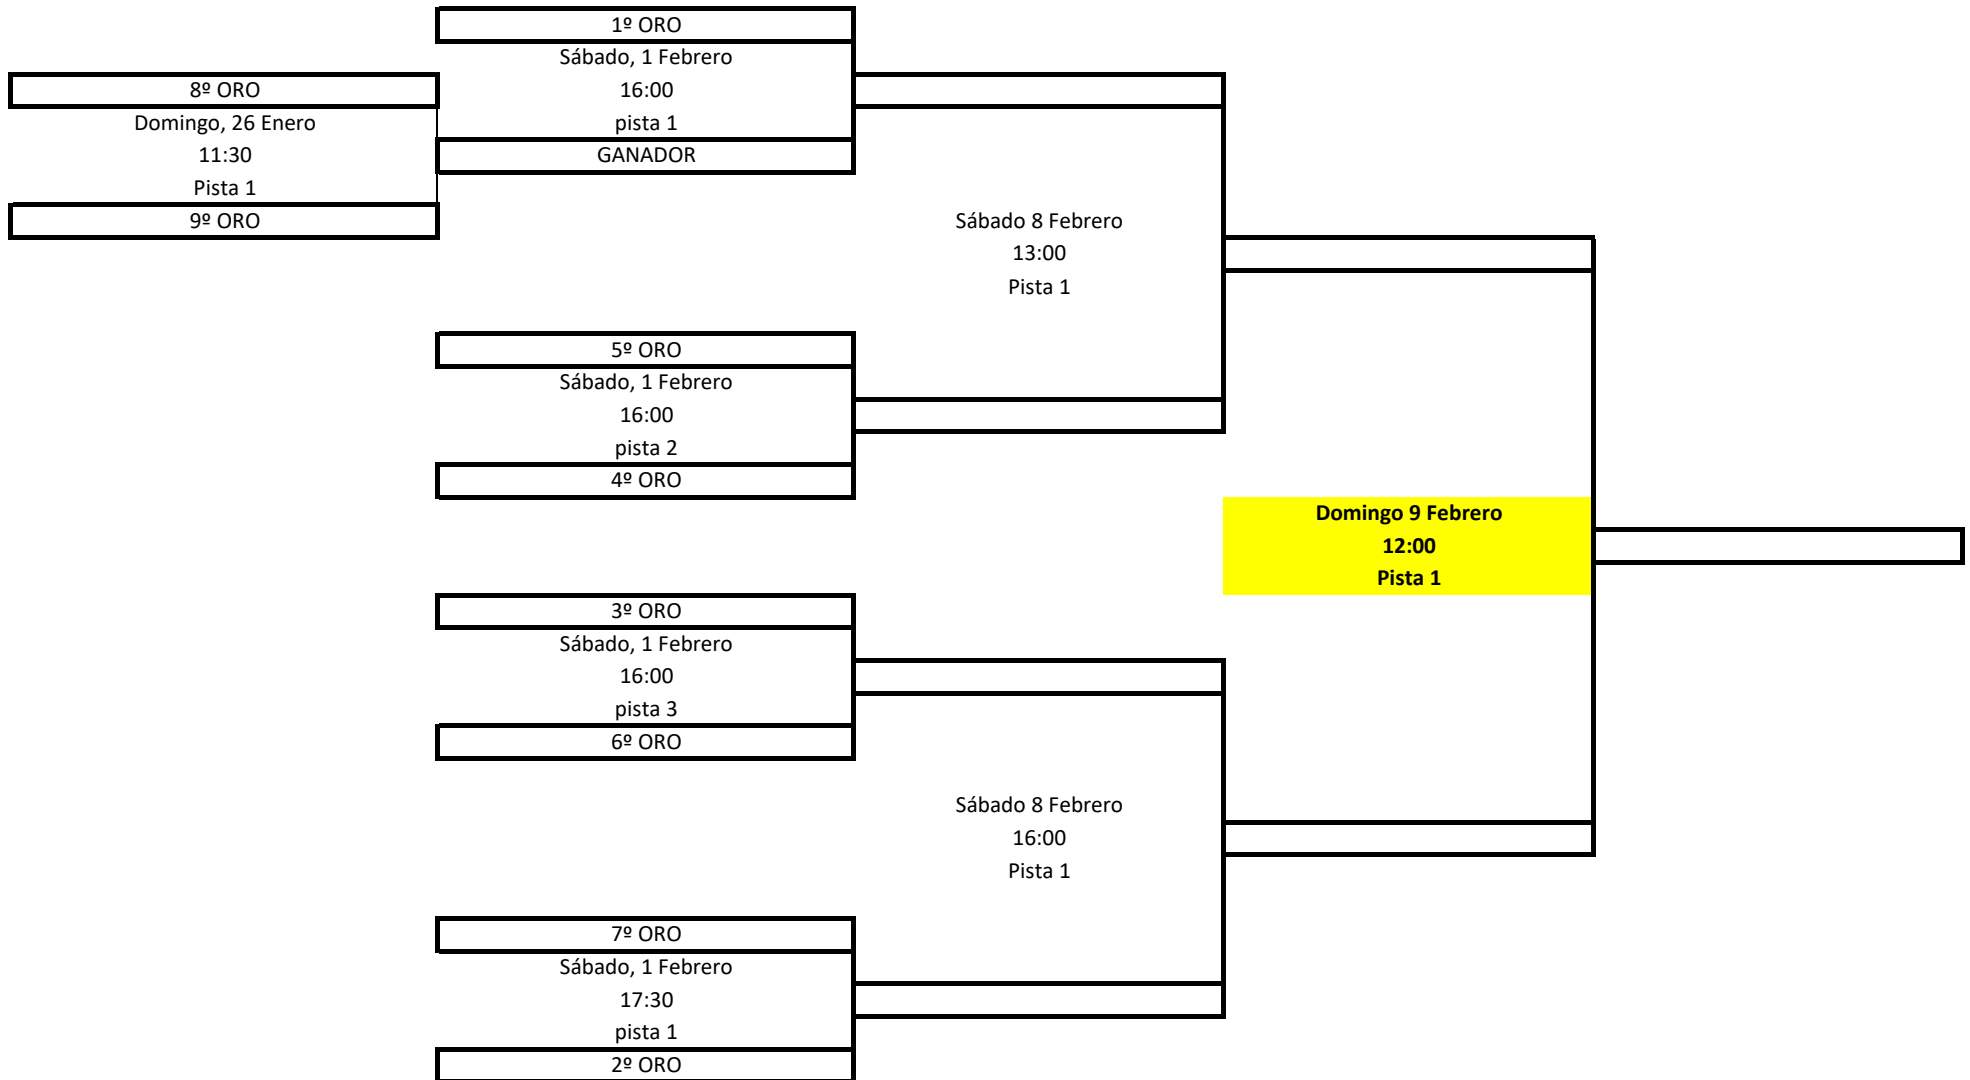 1º ORO
Sábado, 1 Febrero
16:00
pista 1
GANADOR
8º ORO
Domingo, 26 Enero
11:30
Pista 1
9º ORO
Sábado 8 Febrero
13:00
Pista 1
5º ORO
Sábado, 1 Febrero
16:00
pista 2
4º ORO
Domingo 9 Febrero
12:00
Pista 1
3º ORO
Sábado, 1 Febrero
16:00
pista 3
6º ORO
Sábado 8 Febrero
16:00
Pista 1
7º ORO
Sábado, 1 Febrero
17:30
pista 1
2º ORO